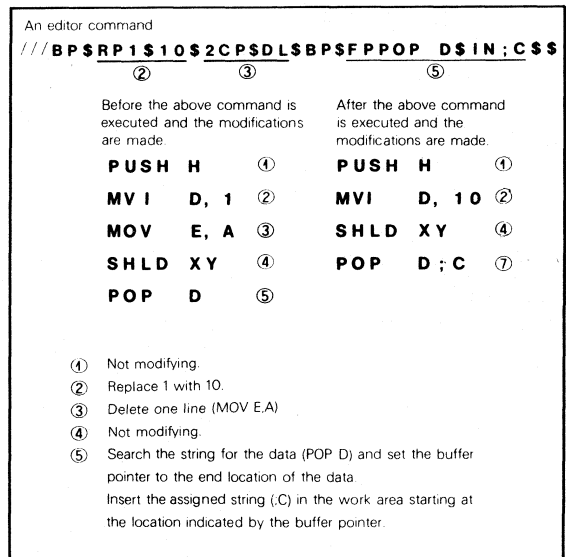 An editor command
///BP$RP1$10$2CP$DL$BP$FPPOP D$IN;C$$
② ③ ⑤
Before the above command is
executed and the modifications
are made.
PUSH H ①
MVI D, 1 ②
MOV E, A ③
SHLD XY ④
POP D ⑤
After the above command
is executed and the
modifications are made.
PUSH H ①
MVI D, 10 ②
SHLD XY ④
POP D ;C ⑦
① Not modifying.
② Replace 1 with 10.
③ Delete one line (MOV E,A)
④ Not modifying.
⑤ Search the string for the data (POP D) and set the buffer
pointer to the end location of the data.
Insert the assigned string (;C) in the work area starting at
the location indicated by the buffer pointer.